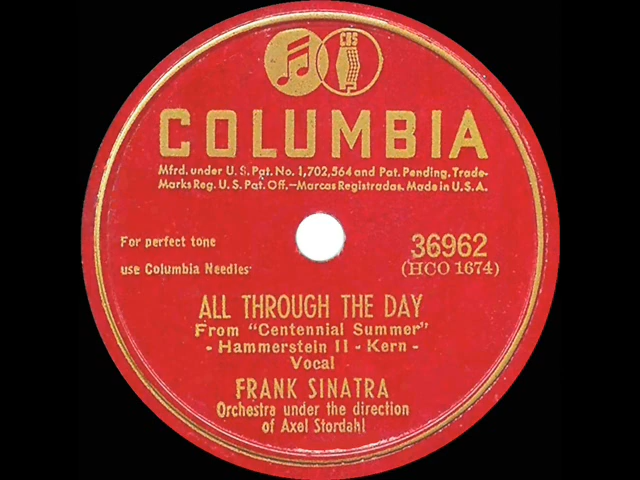 CBS
COLUMBIA
Mfrd. under U.S. Pat. No. 1,702,564 and Pat. Pending. Trade-
Marks Reg. U.S. Pat. Off.—Marcas Registradas. Made in U.S.A.
For perfect tone
use Columbia Needles
36962
(HCO 1674)
ALL THROUGH THE DAY
From "Centennial Summer"
- Hammerstein II - Kern -
Vocal
FRANK SINATRA
Orchestra under the direction
of Axel Stordahl